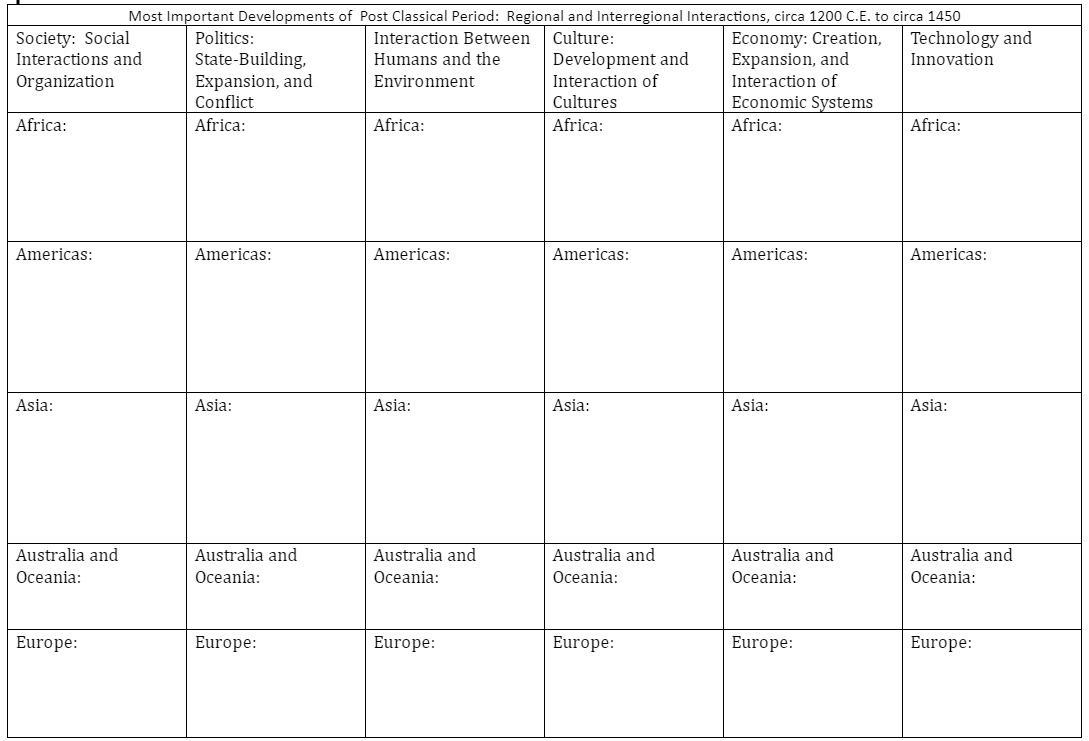 Most Important Developments of  Post Classical Period:  Regional and Interregional Interactions, circa 1200 C.E. to circa 1450
Society:  Social
Interactions and
Organization
Politics:
State-Building,
Expansion, and
Conflict
Interaction Between
Humans and the
Environment
Culture:
Development and
Interaction of
Cultures
Economy: Creation,
Expansion, and
Interaction of
Economic Systems
Technology and
Innovation
Africa:
Africa:
Africa:
Africa:
Africa:
Africa:
Americas:
Americas:
Americas:
Americas:
Americas:
Americas:
Asia:
Asia:
Asia:
Asia:
Asia:
Asia:
Australia and
Oceania:
Australia and
Oceania:
Australia and
Oceania:
Australia and
Oceania:
Australia and
Oceania:
Australia and
Oceania:
Europe:
Europe:
Europe:
Europe:
Europe:
Europe: